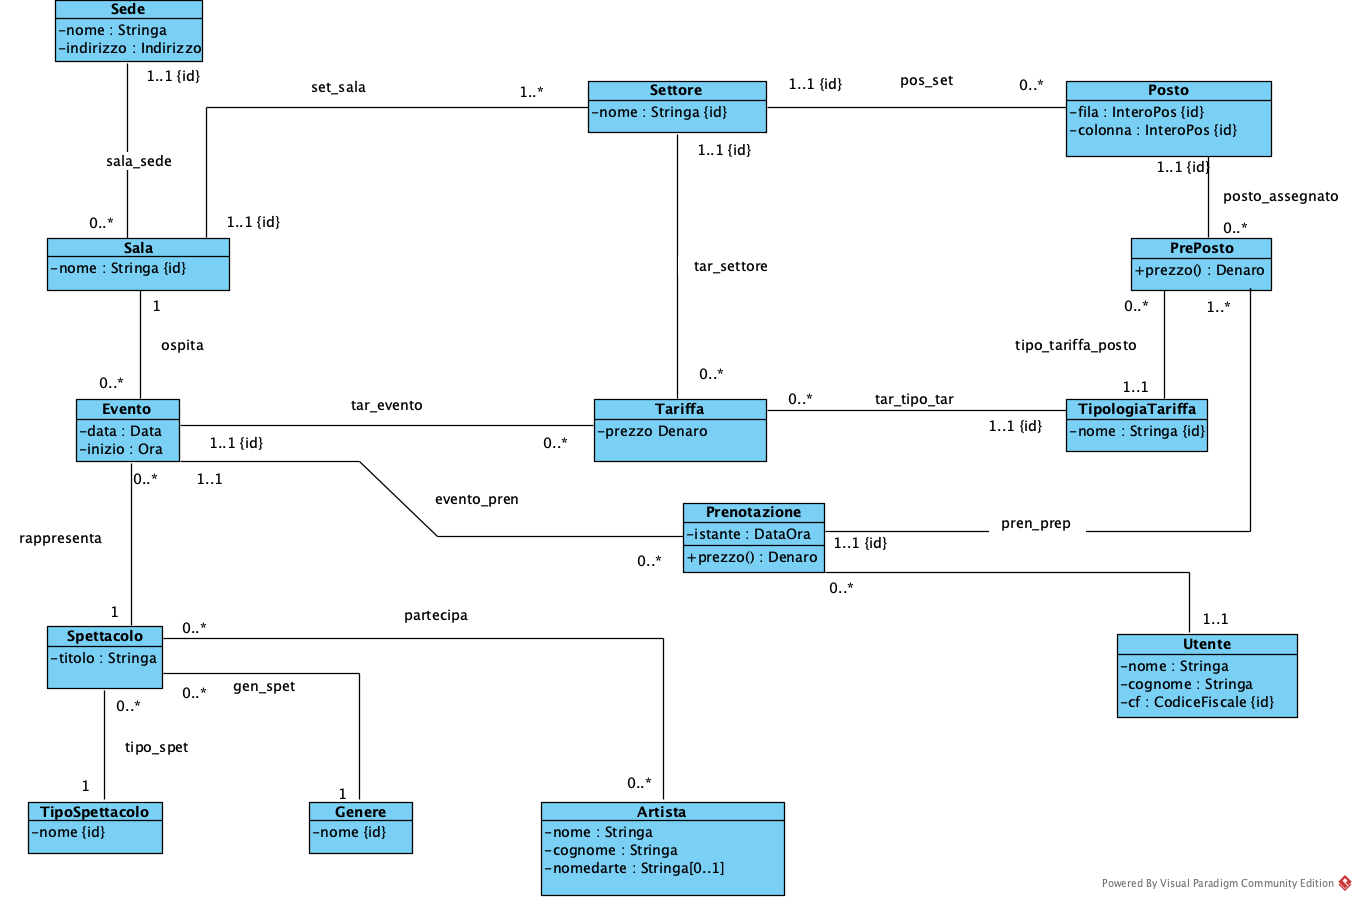 Sede
-nome : Stringa
-indirizzo : Indirizzo
1..1 {id}
sala_sede
0..*
set_sala
1..*
1..1 {id}
Settore
-nome : Stringa {id}
1..1 {id}
pos_set
0..*
Posto
-fila : InteroPos {id}
-colonna : InteroPos {id}
1..1 {id}
posto_assegnato
0..*
1..1 {id}
tar_settore
0..*
Sala
-nome : Stringa {id}
1
ospita
0..*
PrePosto
+prezzo() : Denaro
0..*
1..*
tipo_tariffa_posto
1..1
Evento
-data : Data
-inizio : Ora
tar_evento
1..1 {id}
0..*
Tariffa
-prezzo Denaro
0..*
tar_tipo_tar
1..1 {id}
TipologiaTariffa
-nome : Stringa {id}
0..*
1..1
evento_pren
0..*
Prenotazione
-istante : DataOra
+prezzo() : Denaro
pren_prep
1..1 {id}
0..*
1..1
rappresenta
1
Spettacolo
-titolo : Stringa
0..*
partecipa
0..*
gen_spet
0..*
tipo_spet
1
1
0..*
Utente
-nome : Stringa
-cognome : Stringa
-cf : CodiceFiscale {id}
TipoSpettacolo
-nome {id}
Genere
-nome {id}
Artista
-nome : Stringa
-cognome : Stringa
-nomedarte : Stringa[0..1]
Powered By Visual Paradigm Community Edition